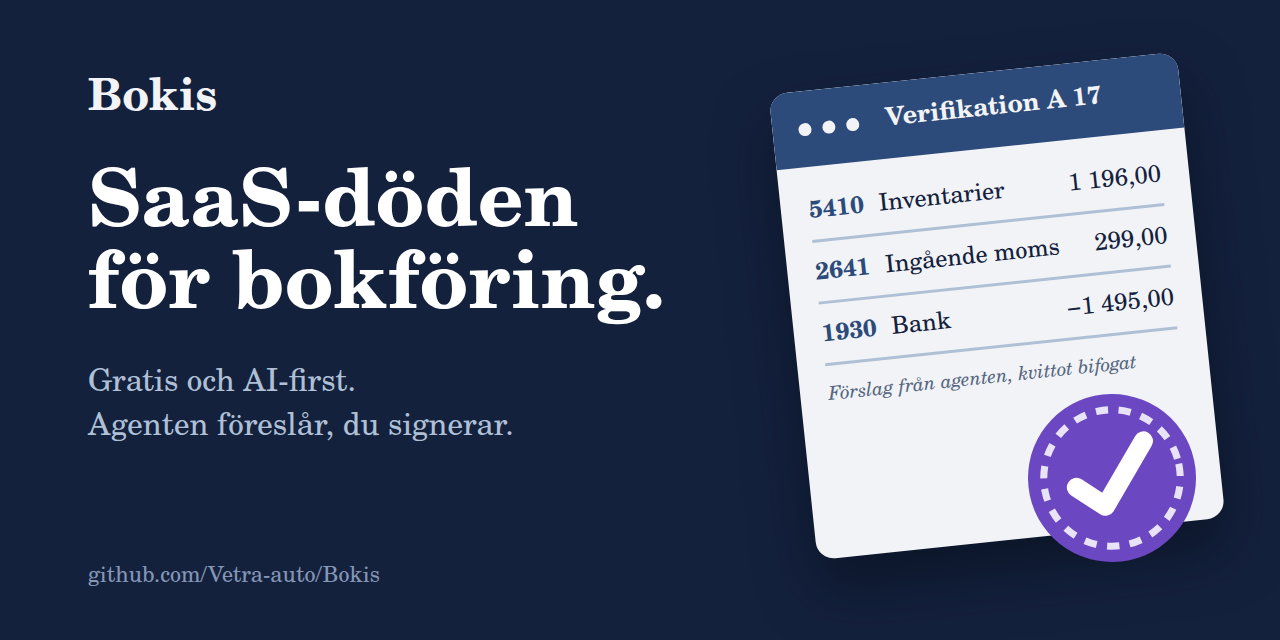 Bokis
SaaS-döden
för bokföring.
Gratis och AI-first.
Agenten föreslår, du signerar.
github.com/Vetra-auto/Bokis
Verifikation A 17
5410 Inventarier 1 196,00
2641 Ingående moms 299,00
1930 Bank −1 495,00
Förslag från agenten, kvittot bifogat